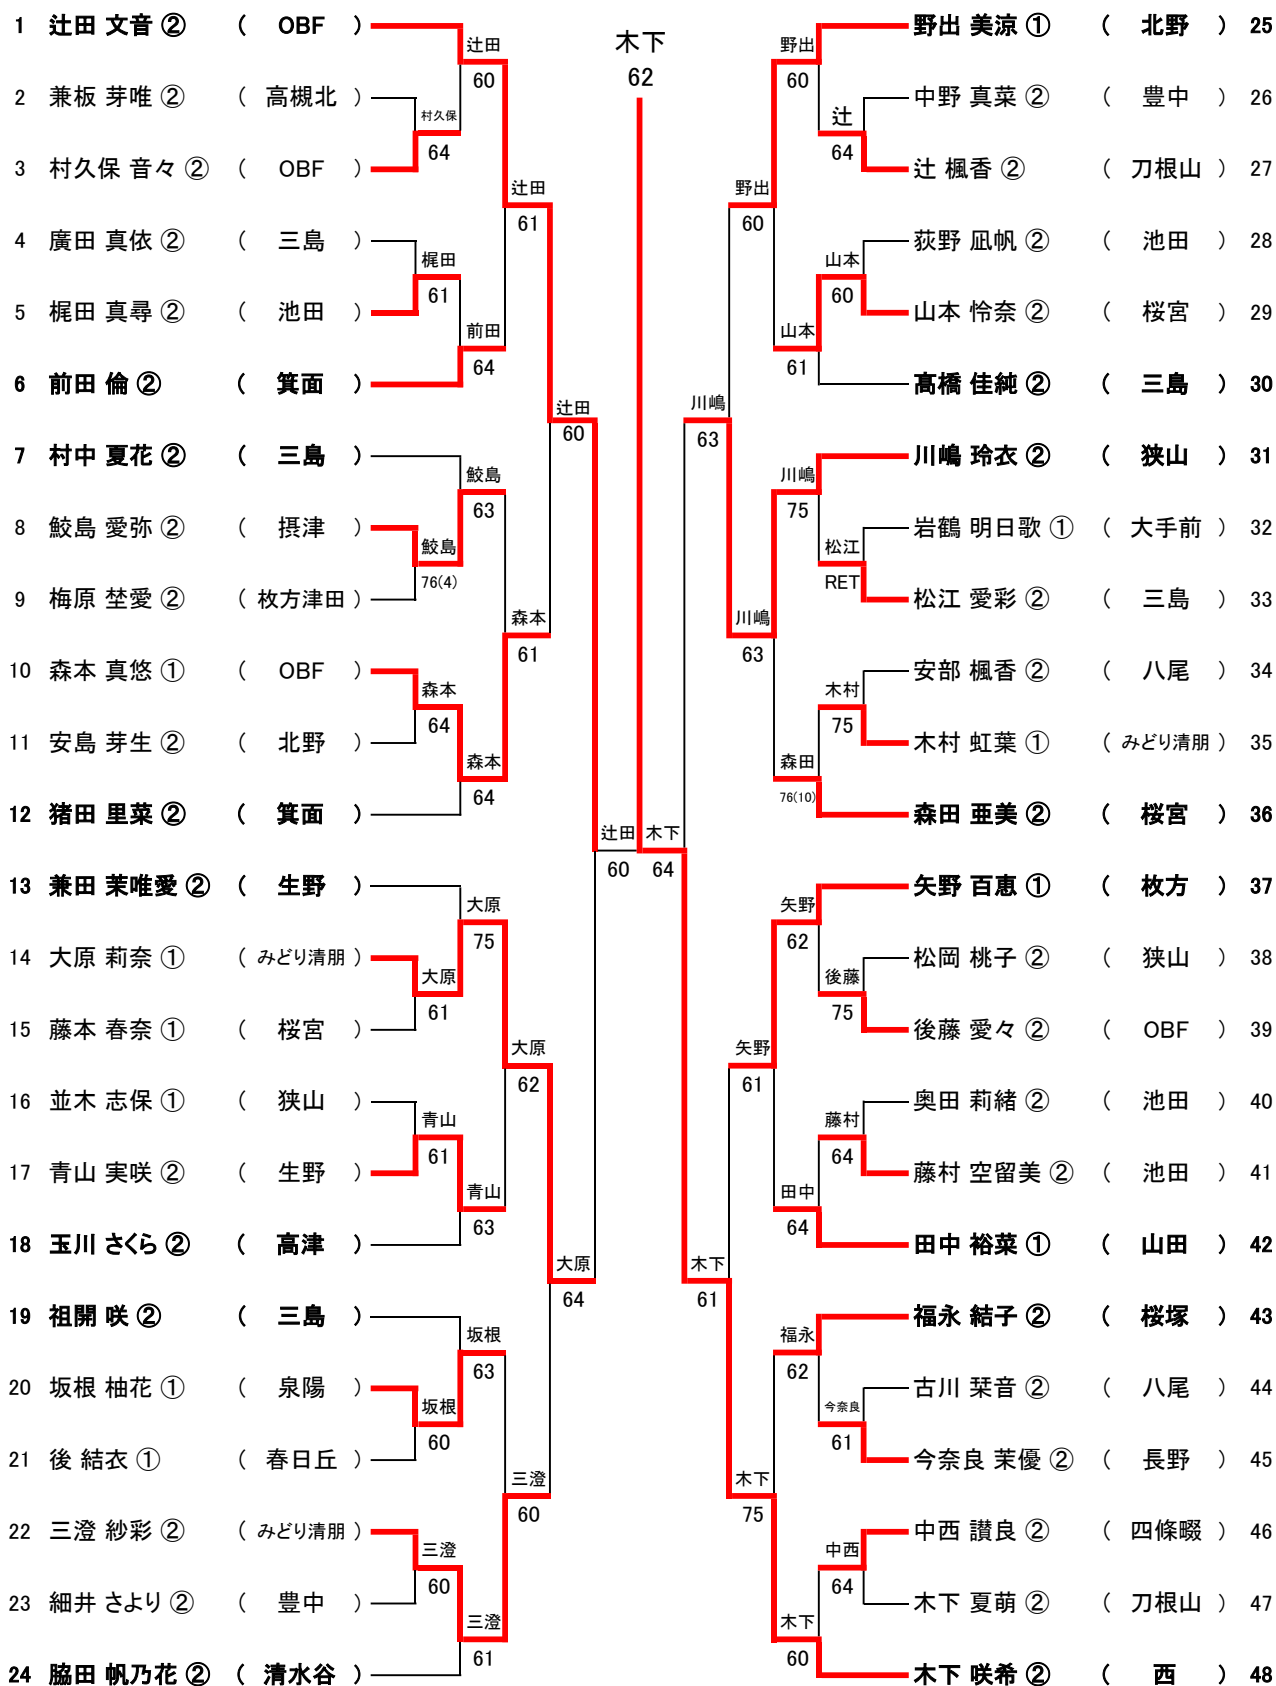 木下
62
1 辻田 文音 ② ( OBF )
辻田
60
2 兼板 芽唯 ② ( 高槻北 )
村久保
64
3 村久保 音々 ② ( OBF )
辻田
61
4 廣田 真依 ② ( 三島 )
梶田
61
5 梶田 真尋 ② ( 池田 )
前田
64
6 前田 倫 ② ( 箕面 )
辻田
60
7 村中 夏花 ② ( 三島 )
鮫島
63
8 鮫島 愛弥 ② ( 摂津 )
鮫島
76(4)
9 梅原 埜愛 ② ( 枚方津田 )
森本
61
10 森本 真悠 ① ( OBF )
森本
64
11 安島 芽生 ② ( 北野 )
森本
64
12 猪田 里菜 ② ( 箕面 )
辻田
60
13 兼田 茉唯愛 ② ( 生野 )
大原
75
14 大原 莉奈 ① ( みどり清朋 )
大原
61
15 藤本 春奈 ① ( 桜宮 )
大原
62
16 並木 志保 ① ( 狭山 )
青山
61
17 青山 実咲 ② ( 生野 )
青山
63
18 玉川 さくら ② ( 高津 )
大原
64
19 祖開 咲 ② ( 三島 )
坂根
63
20 坂根 柚花 ① ( 泉陽 )
坂根
60
21 後 結衣 ① ( 春日丘 )
三澄
60
22 三澄 紗彩 ② ( みどり清朋 )
三澄
60
23 細井 さより ② ( 豊中 )
三澄
61
24 脇田 帆乃花 ② ( 清水谷 )
野出 美涼 ① ( 北野 ) 25
野出
60
中野 真菜 ② ( 豊中 ) 26
辻
64
辻 楓香 ② ( 刀根山 ) 27
野出
60
荻野 凪帆 ② ( 池田 ) 28
山本
60
山本 怜奈 ② ( 桜宮 ) 29
山本
61
髙橋 佳純 ② ( 三島 ) 30
川嶋
63
川嶋 玲衣 ② ( 狭山 ) 31
川嶋
75
岩鶴 明日歌 ① ( 大手前 ) 32
松江
RET
松江 愛彩 ② ( 三島 ) 33
川嶋
63
安部 楓香 ② ( 八尾 ) 34
木村
75
木村 虹葉 ① ( みどり清朋 ) 35
森田
76(10)
森田 亜美 ② ( 桜宮 ) 36
木下
64
矢野 百恵 ① ( 枚方 ) 37
矢野
62
松岡 桃子 ② ( 狭山 ) 38
後藤
75
後藤 愛々 ② ( OBF ) 39
矢野
61
奥田 莉緒 ② ( 池田 ) 40
藤村
64
藤村 空留美 ② ( 池田 ) 41
田中
64
田中 裕菜 ① ( 山田 ) 42
木下
61
福永 結子 ② ( 桜塚 ) 43
福永
62
古川 栞音 ② ( 八尾 ) 44
今奈良
61
今奈良 茉優 ② ( 長野 ) 45
木下
75
中西 讃良 ② ( 四條畷 ) 46
中西
64
木下 夏萌 ② ( 刀根山 ) 47
木下
60
木下 咲希 ② ( 西 ) 48